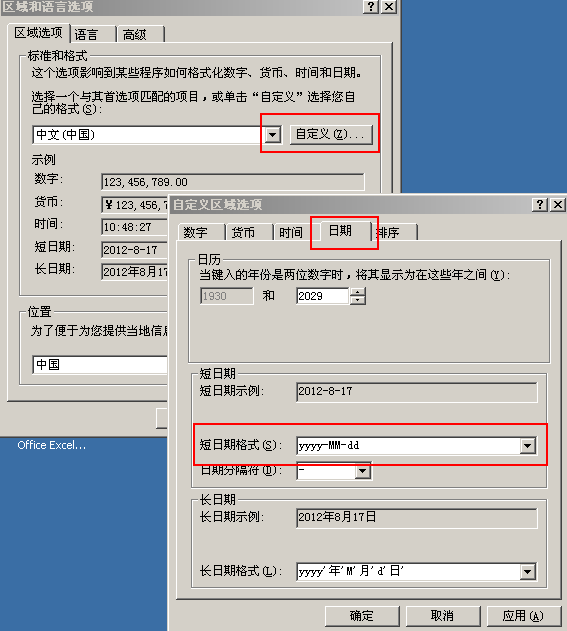 区域和语言选项
区域选项 语言 高级
标准和格式
这个选项影响到某些程序如何格式化数字、货币、时间和日期。
选择一个与其首选项匹配的项目，或单击“自定义”选择您自
己的格式(S):
中文(中国) 自定义(Z)...
示例
数字: 123,456,789.00
货币: ￥123,456,7
时间: 10:48:27
短日期: 2012-8-17
长日期: 2012年8月17
位置
为了便于为您提供当地信息
中国
Office Excel...
自定义区域选项
数字 货币 时间 日期 排序
日历
当键入的年份是两位数字时，将其显示为在这些年之间(Y):
1930 和 2029
短日期
短日期示例: 2012-8-17
短日期格式(S): yyyy-MM-dd
日期分隔符(D): -
长日期
长日期示例: 2012年8月17日
长日期格式(L): yyyy'年'M'月'd'日'
确定 取消 应用(A)